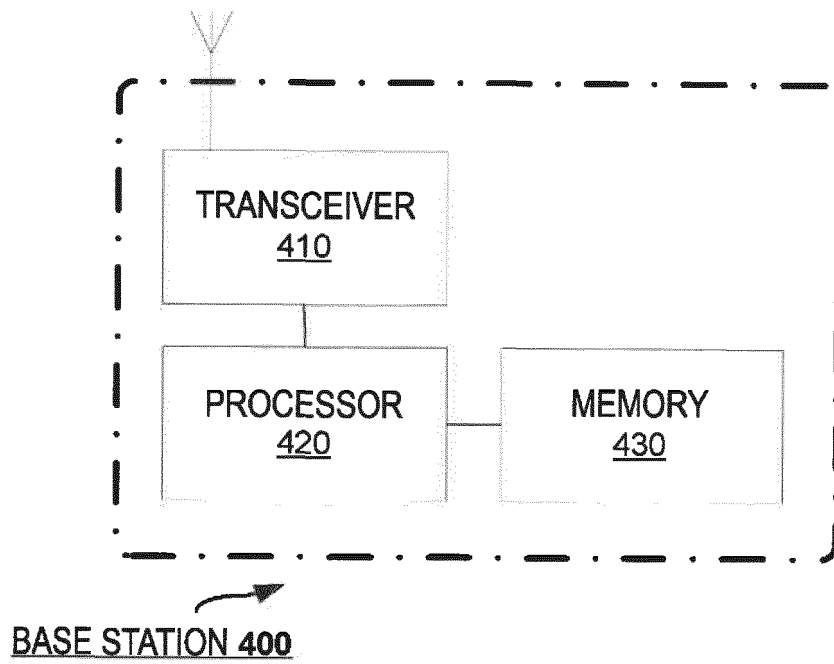 TRANSCEIVER
410
PROCESSOR
420
MEMORY
430
BASE STATION 400